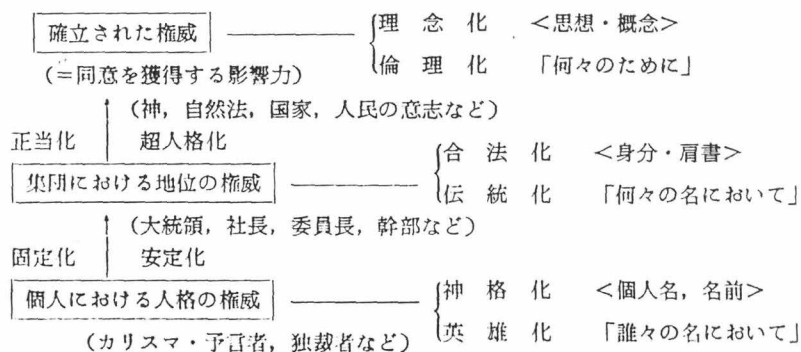 理念化 <思想・概念>
確立された権威
倫理化 「何々のために」
(=同意を獲得する影響力)
(神,自然法,国家,人民の意志など)
正当化 超人格化
合法化 <身分・肩書>
集団における地位の権威
伝統化 「何々の名において」
(大統領,社長,委員長,幹部など)
固定化 安定化
神格化 <個人名,名前>
個人における人格の権威
英雄化 「誰々の名において」
(カリスマ・予言者,独裁者など)